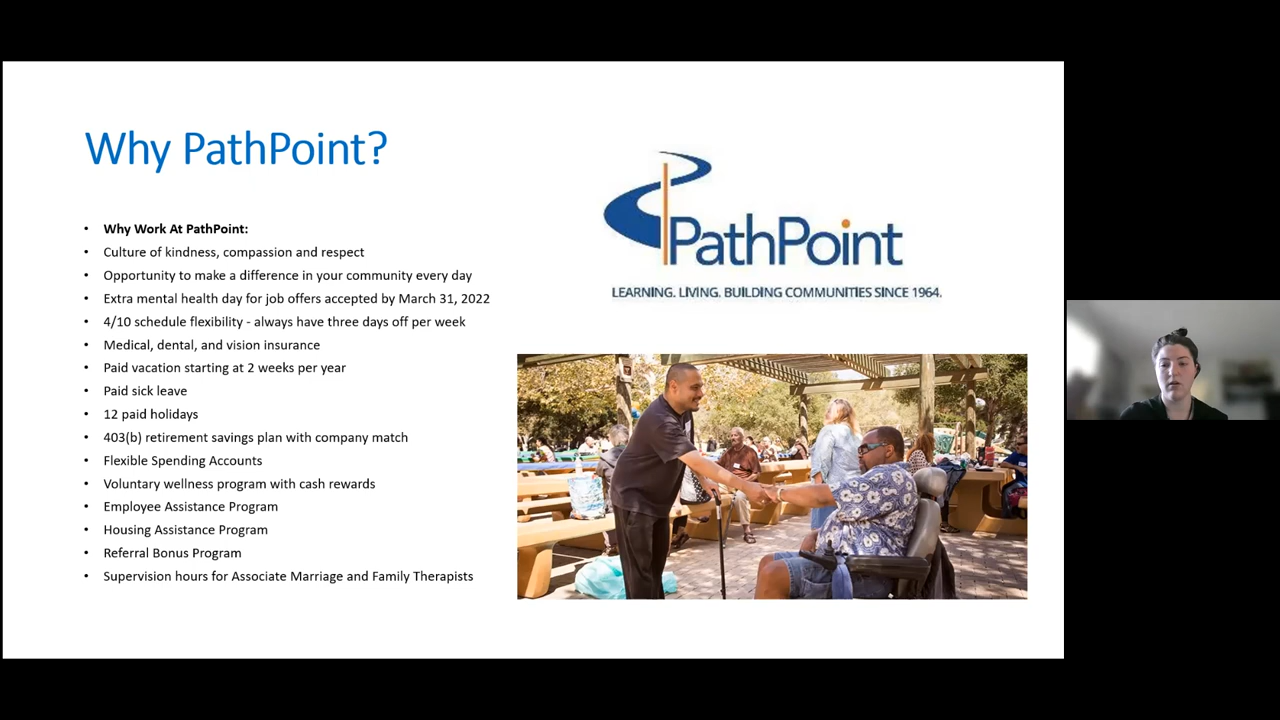 Why PathPoint?
• Why Work At PathPoint:
• Culture of kindness, compassion and respect
• Opportunity to make a difference in your community every day
• Extra mental health day for job offers accepted by March 31, 2022
• 4/10 schedule flexibility - always have three days off per week
• Medical, dental, and vision insurance
• Paid vacation starting at 2 weeks per year
• Paid sick leave
• 12 paid holidays
• 403(b) retirement savings plan with company match
• Flexible Spending Accounts
• Voluntary wellness program with cash rewards
• Employee Assistance Program
• Housing Assistance Program
• Referral Bonus Program
• Supervision hours for Associate Marriage and Family Therapists
PathPoint
LEARNING. LIVING. BUILDING COMMUNITIES SINCE 1964.